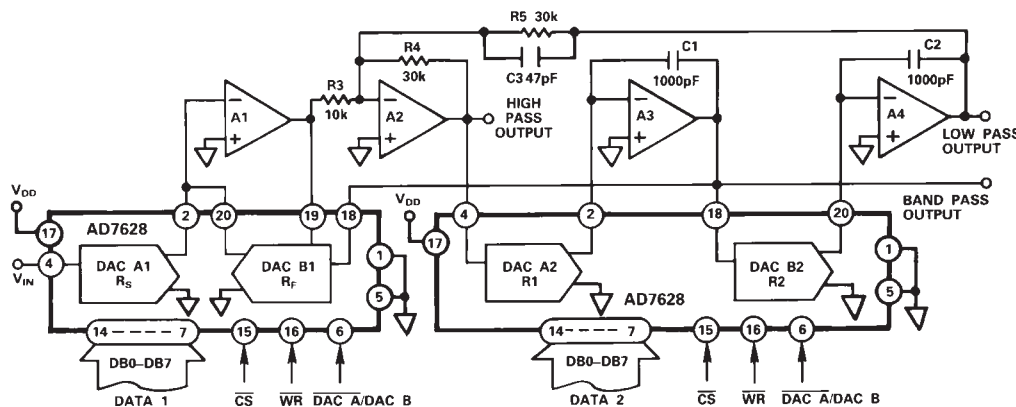 R5 30k
C3 47pF
R4
30k
C1
1000pF
C2
1000pF
R3
10k
A1
A2
A3
A4
HIGH
PASS
OUTPUT
LOW PASS
OUTPUT
BAND PASS
OUTPUT
VDD
17
AD7628
2
20
19
18
VIN
4
DAC A1
RS
DAC B1
RF
1
5
14 – – – – – 7
15
16
6
DB0–DB7
DATA 1
CS
WR
DAC A/DAC B
VDD
17
4
2
18
20
DAC A2
R1
DAC B2
R2
AD7628
1
5
14 – – – – – 7
15
16
6
DB0–DB7
DATA 2
CS
WR
DAC A/DAC B